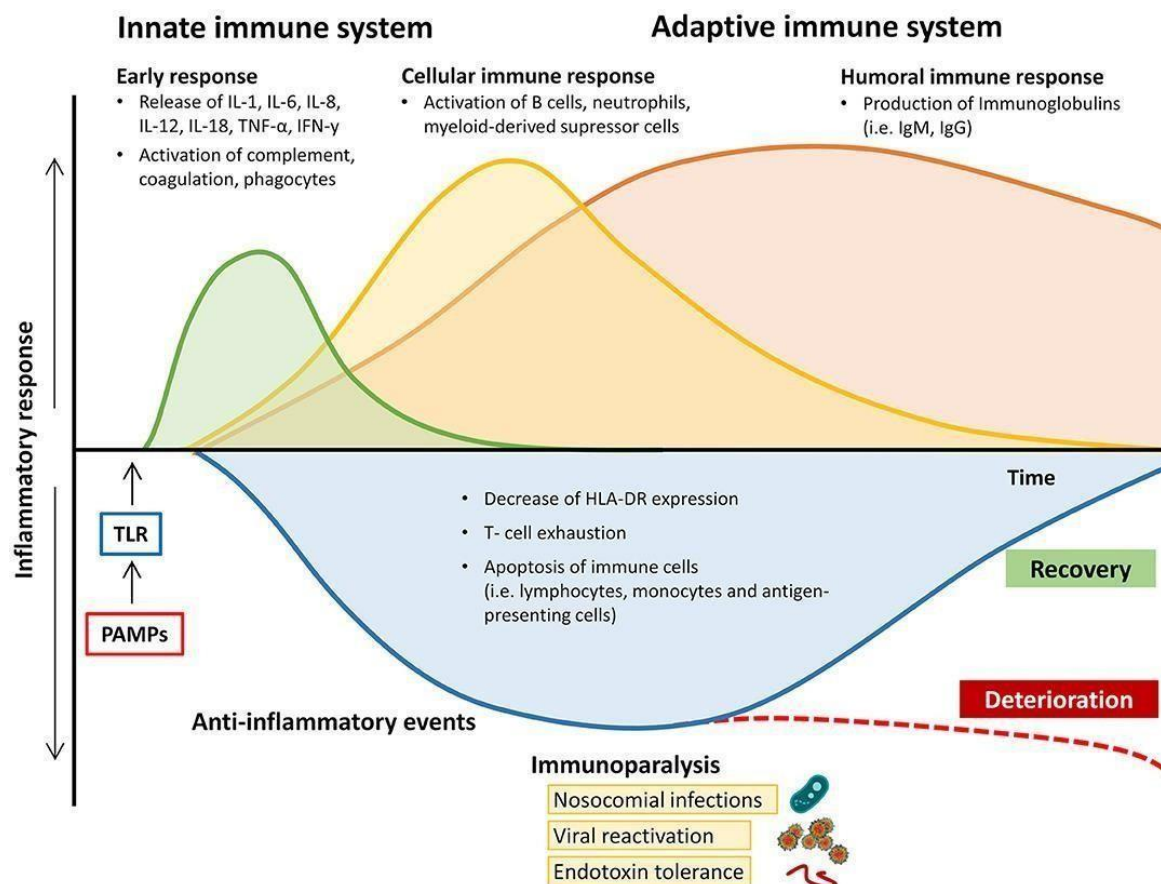 Innate immune system
Adaptive immune system
Early response
• Release of IL-1, IL-6, IL-8,
IL-12, IL-18, TNF-α, IFN-y
• Activation of complement,
coagulation, phagocytes
Cellular immune response
• Activation of B cells, neutrophils,
myeloid-derived supressor cells
Humoral immune response
• Production of Immunoglobulins
(i.e. IgM, IgG)
Inflammatory response
Time
TLR
PAMPs
• Decrease of HLA-DR expression
• T- cell exhaustion
• Apoptosis of immune cells
(i.e. lymphocytes, monocytes and antigen-
presenting cells)
Recovery
Deterioration
Anti-inflammatory events
Immunoparalysis
Nosocomial infections
Viral reactivation
Endotoxin tolerance